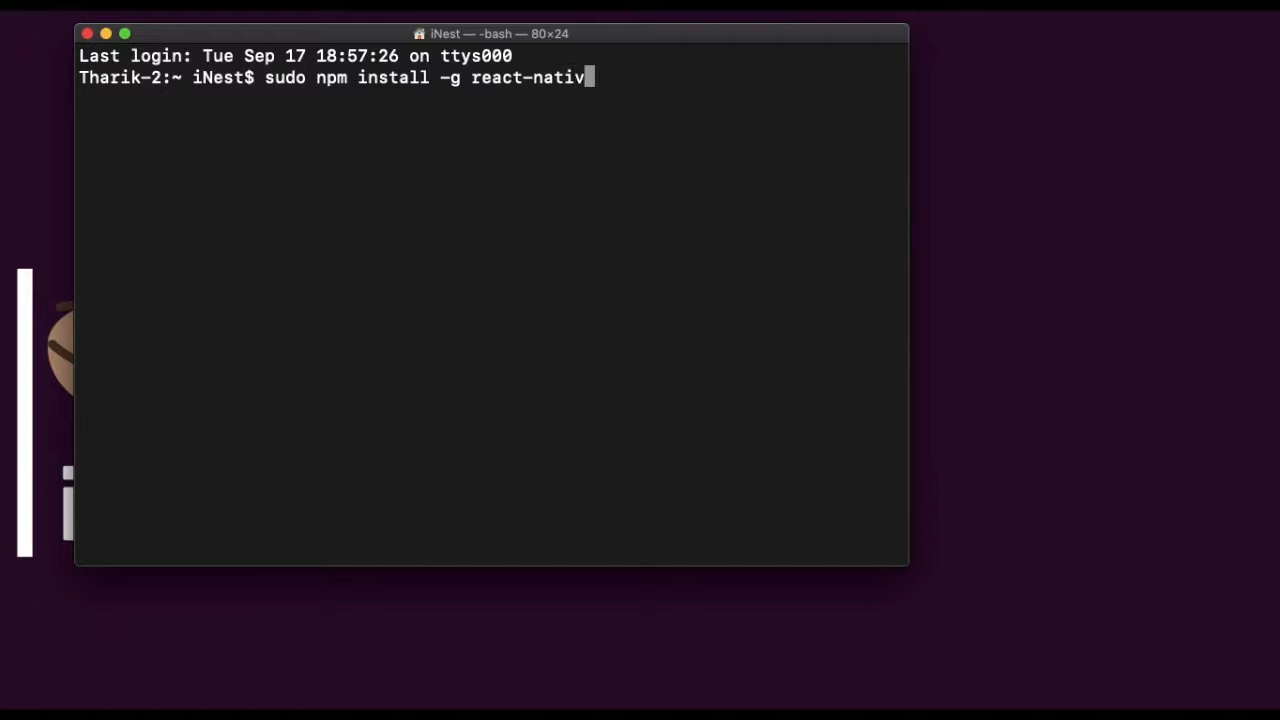 iNest — -bash — 80×24
Last login: Tue Sep 17 18:57:26 on ttys000
Tharik-2:~ iNest$ sudo npm install -g react-nativ
i